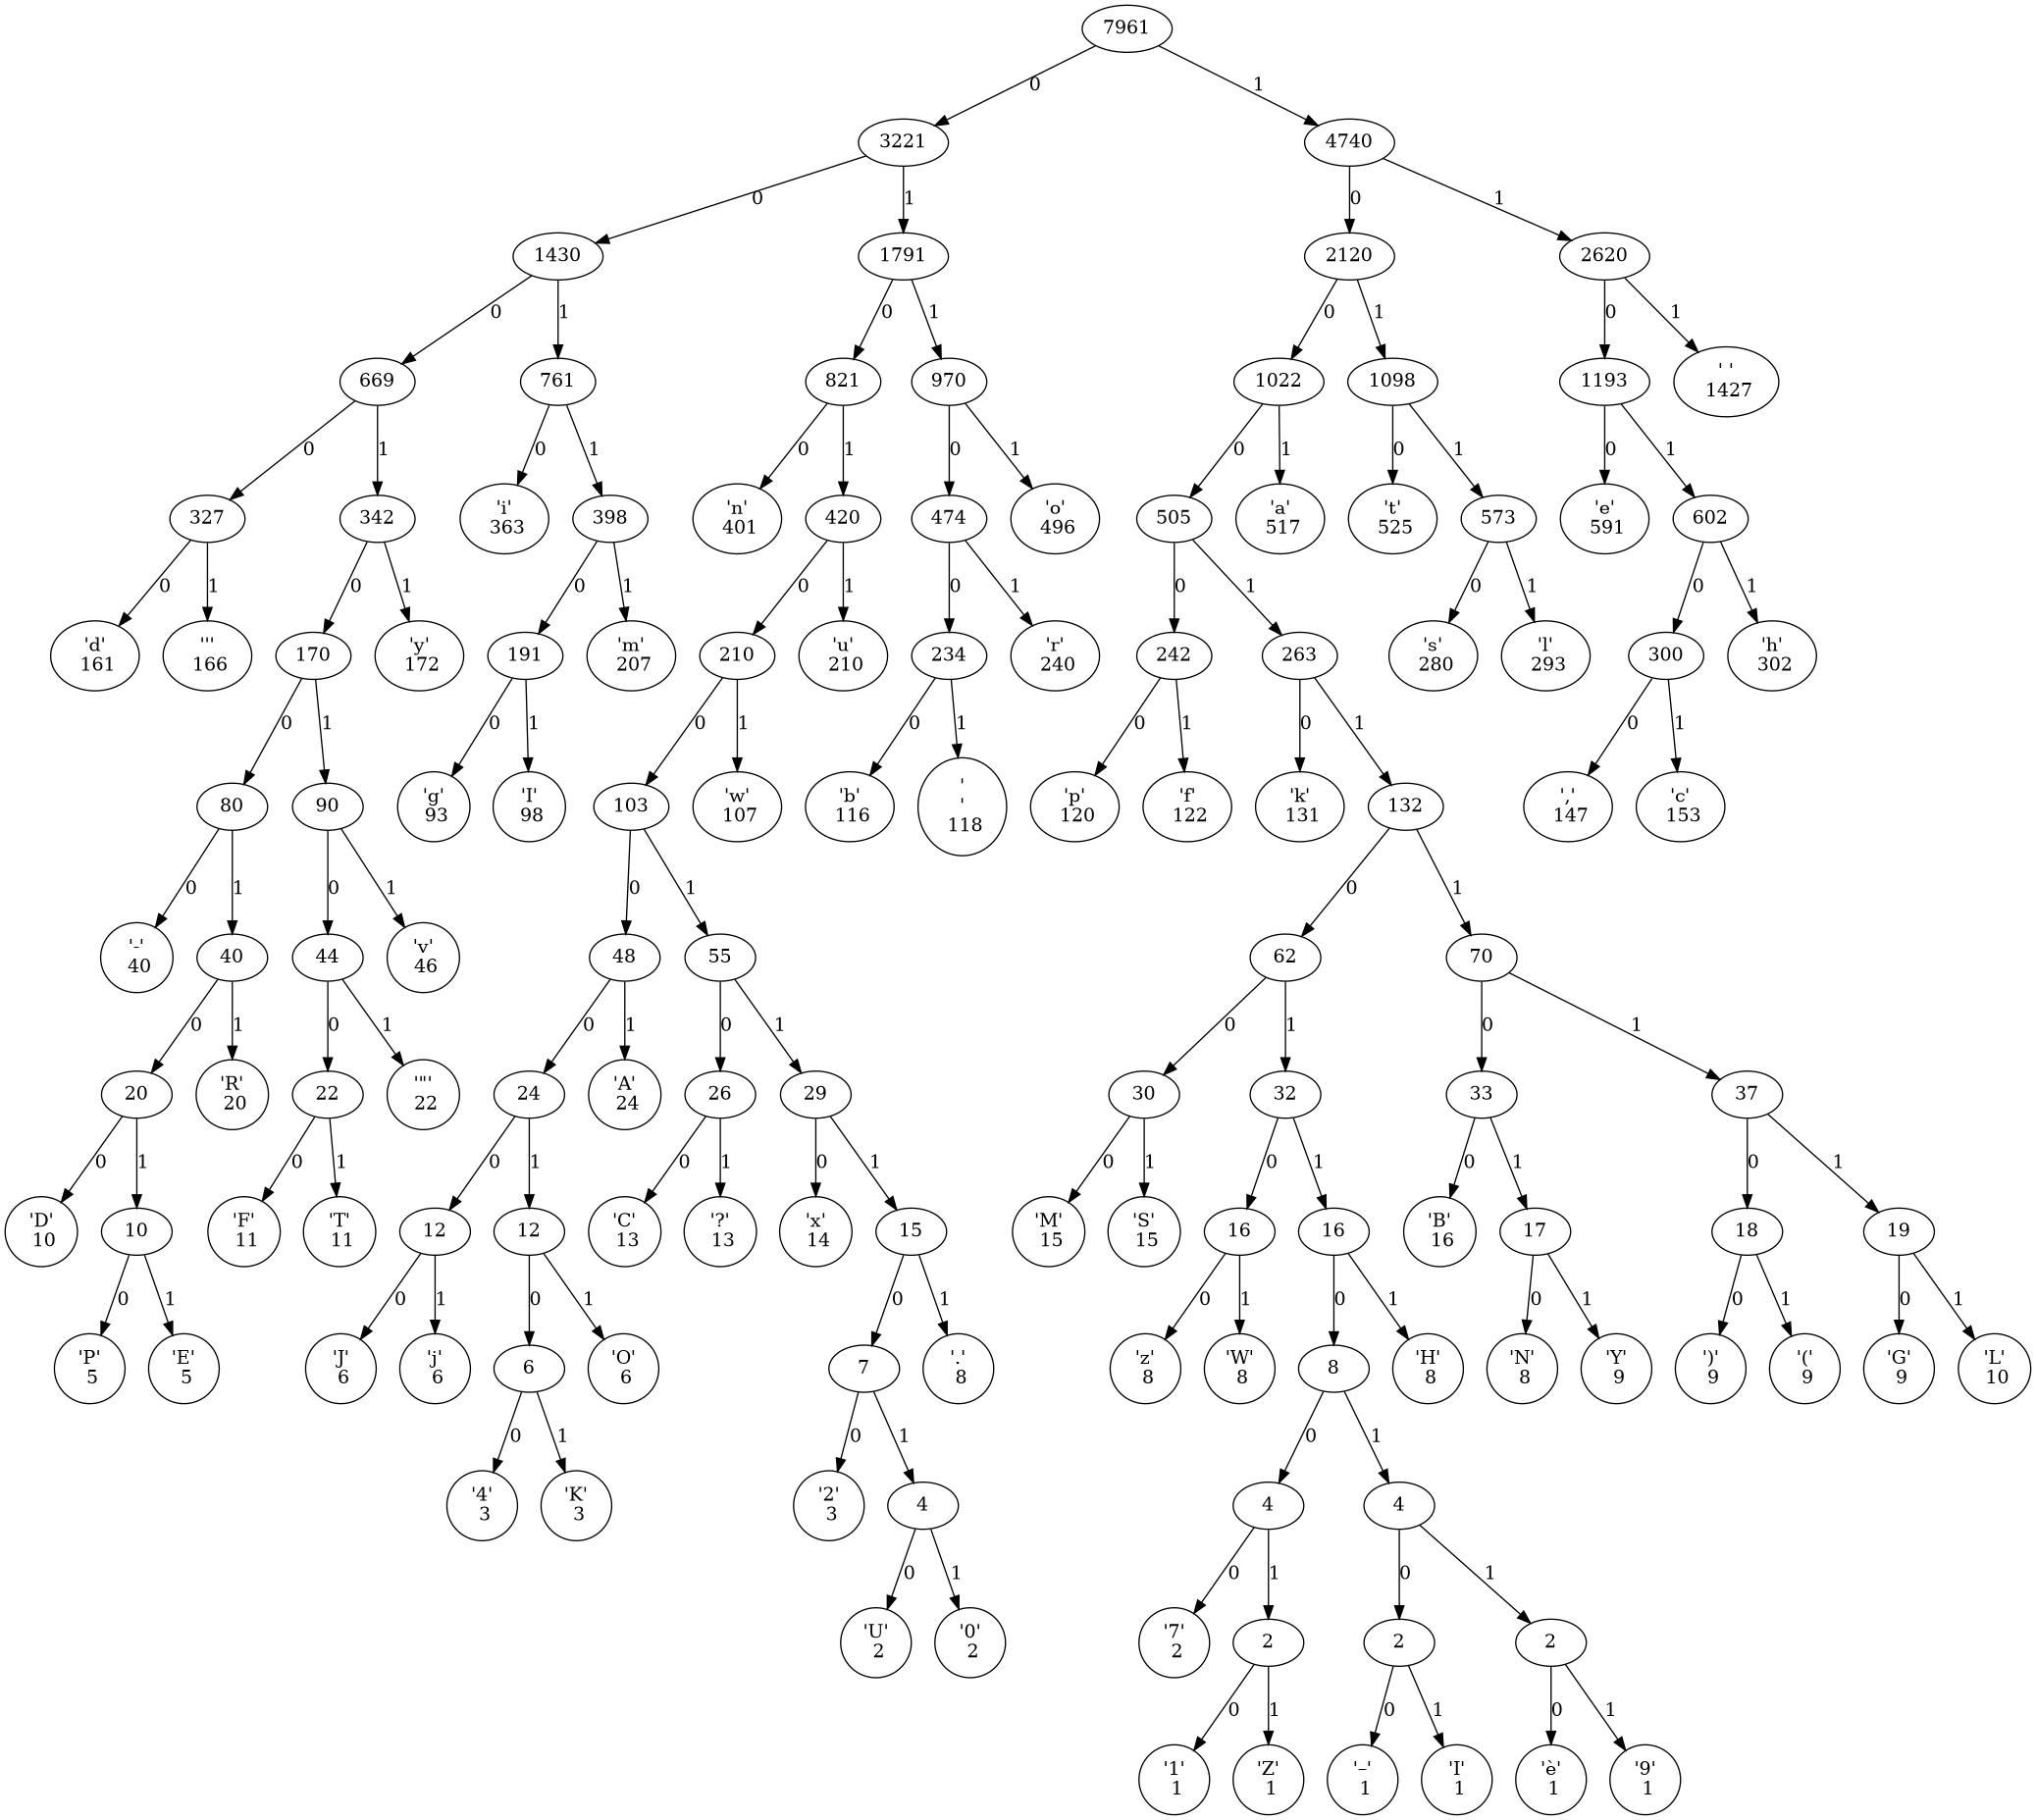 7961
0 1
3221 4740
0 1 0 1
1430 1791 2120 2620
0 1 0 1 0 1 0 1
669 761 821 970 1022 1098 1193 ' '
1427
0 1 0 1 0 1 0 1 0 1 0 1 0 1
327 342 'i' 398 'n' 420 474 'o' 505 'a' 't' 573 'e' 602
363 401 496 517 525 591
0 1 0 1 0 1 0 1 0 1 0 1 0 1 0 1
'd' ''' 170 'y' 191 'm' 210 'u' 234 'r' 242 263 's' 'l' 300 'h'
161 166 172 207 210 240 280 293 302
0 1 0 1 0 1 0 1 0 1 0 1 0 1
80 90 'g' 'I' 103 'w' 'b' ' 'p' 'f' 'k' 132 ',' 'c'
93 98 107 116 ' 120 122 131 147 153
118
0 1 0 1 0 1 0 1
'-' 40 44 'v' 48 55 62 70
40 46
0 1 0 1 0 1 0 1 0 1 0 1
20 'R' 22 '"' 24 'A' 26 29 30 32 33 37
20 22 24
0 1 0 1 0 1 0 1 0 1 0 1 0 1 0 1 0 1
'D' 10 'F' 'T' 12 12 'C' '?' 'x' 15 'M' 'S' 16 16 'B' 17 18 19
10 11 11 13 13 14 15 15 16
0 1 0 1 0 1 0 1 0 1 0 1 0 1 0 1 0 1
'P' 'E' 'J' 'j' 6 'O' 7 '.' 'z' 'W' 8 'H' 'N' 'Y' ')' '(' 'G' 'L'
5 5 6 6 6 8 8 8 8 8 9 9 9 9 10
0 1 0 1 0 1
'4' 'K' '2' 4 4 4
3 3 3
0 1 0 1 0 1
'U' '0' '7' 2 2 2
2 2 2
0 1 0 1 0 1
'1' 'Z' '–' 'I' 'è' '9'
1 1 1 1 1 1